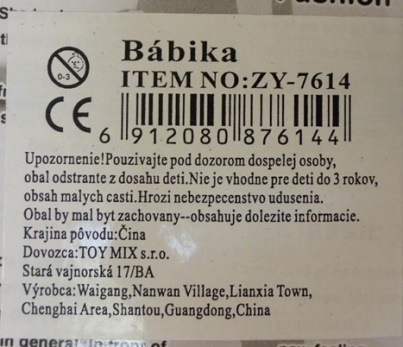 Bábika
ITEM NO:ZY-7614
0-3
CE
6 912080 876144
Upozornenie!Pouzivajte pod dozorom dospelej osoby,
obal odstrante z dosahu deti.Nie je vhodne pre deti do 3 rokov,
obsah malych casti.Hrozi nebezpecenstvo udusenia.
Obal by mal byt zachovany--obsahuje dolezite informacie.
Krajina pôvodu:Čina
Dovozca:TOY MIX s.r.o.
Stará vajnorská 17/BA
Výrobca:Waigang,Nanwan Village,Lianxia Town,
Chenghai Area,Shantou,Guangdong,China
in general